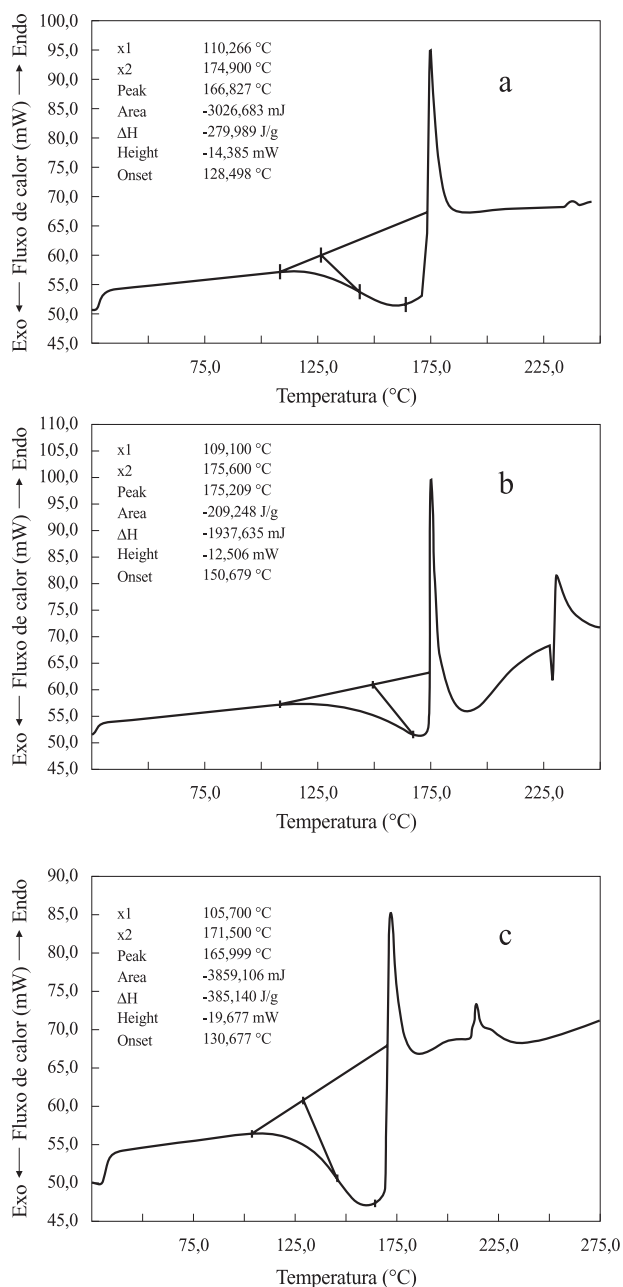 Exo ← Fluxo de calor (mW) → Endo
100,0
95,0
90,0
85,0
80,0
75,0
70,0
65,0
60,0
55,0
50,0
45,0
x1 110,266 °C
x2 174,900 °C
Peak 166,827 °C
Area -3026,683 mJ
ΔH -279,989 J/g
Height -14,385 mW
Onset 128,498 °C
a
75,0 125,0 175,0 225,0
Temperatura (°C)
Exo ← Fluxo de calor (mW) → Endo
110,0
105,0
100,0
95,0
90,0
85,0
80,0
75,0
70,0
65,0
60,0
55,0
50,0
45,0
x1 109,100 °C
x2 175,600 °C
Peak 175,209 °C
Area -209,248 J/g
ΔH -1937,635 mJ
Height -12,506 mW
Onset 150,679 °C
b
75,0 125,0 175,0 225,0
Temperatura (°C)
Exo ← Fluxo de calor (mW) → Endo
90,0
85,0
80,0
75,0
70,0
65,0
60,0
55,0
50,0
45,0
x1 105,700 °C
x2 171,500 °C
Peak 165,999 °C
Area -3859,106 mJ
ΔH -385,140 J/g
Height -19,677 mW
Onset 130,677 °C
c
75,0 125,0 175,0 225,0 275,0
Temperatura (°C)